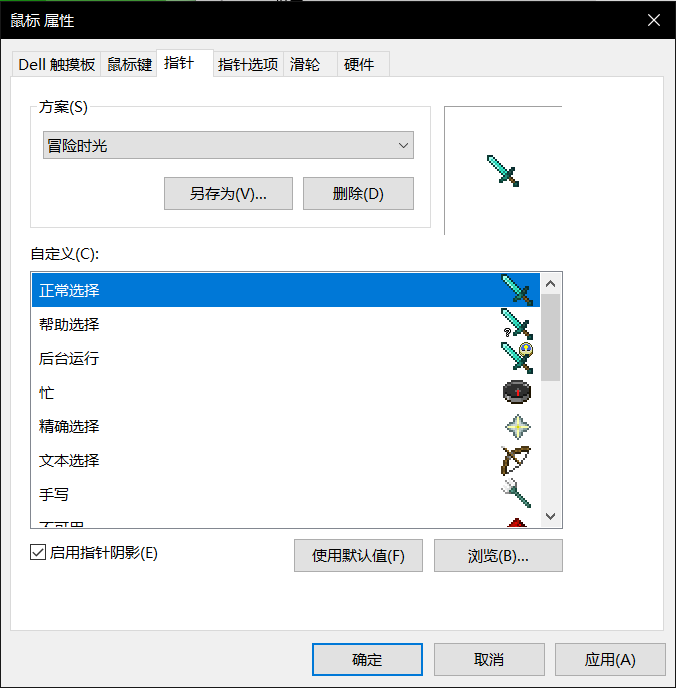 鼠标 属性
Dell 触摸板 鼠标键 指针 指针选项 滑轮 硬件
方案(S)
冒险时光
另存为(V)... 删除(D)
自定义(C):
正常选择
帮助选择
后台运行
忙
精确选择
文本选择
手写
不可用
启用指针阴影(E) 使用默认值(F) 浏览(B)...
确定 取消 应用(A)